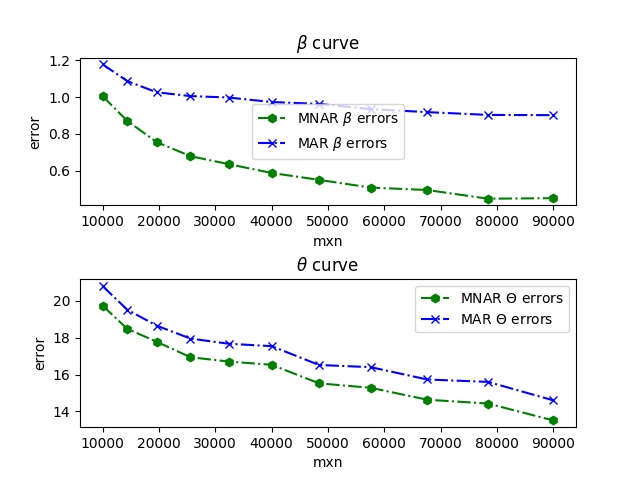 β curve
1.2
1.0
0.8
0.6
error
MNAR β errors
MAR β errors
10000 20000 30000 40000 50000 60000 70000 80000 90000
mxn
θ curve
20
18
16
14
error
MNAR Θ errors
MAR Θ errors
10000 20000 30000 40000 50000 60000 70000 80000 90000
mxn